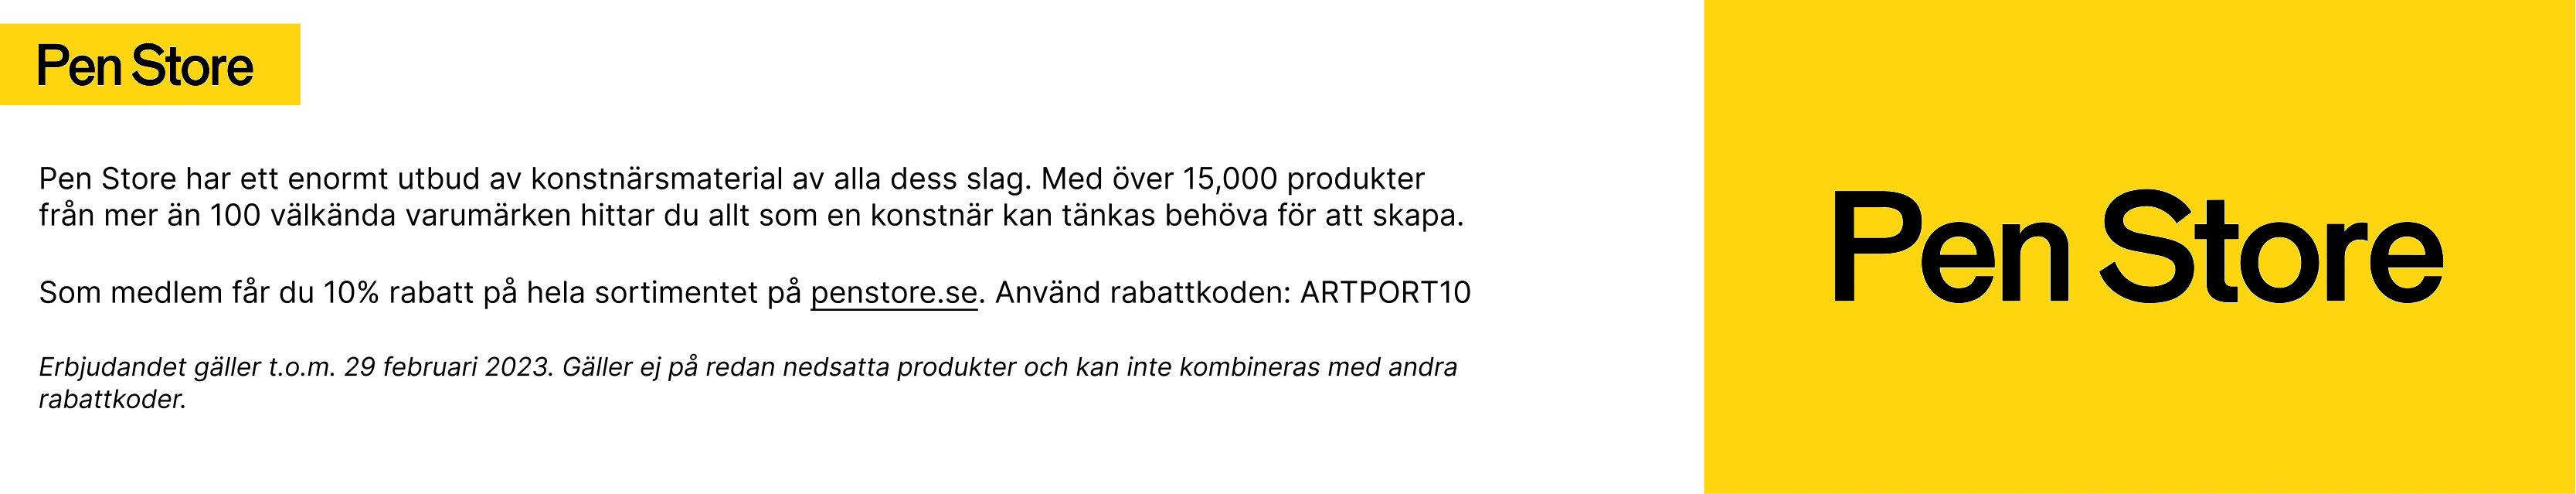 Pen Store
Pen Store har ett enormt utbud av konstnärsmaterial av alla dess slag. Med över 15,000 produkter
från mer än 100 välkända varumärken hittar du allt som en konstnär kan tänkas behöva för att skapa.
Som medlem får du 10% rabatt på hela sortimentet på penstore.se. Använd rabattkoden: ARTPORT10
Erbjudandet gäller t.o.m. 29 februari 2023. Gäller ej på redan nedsatta produkter och kan inte kombineras med andra
rabattkoder.
Pen Store